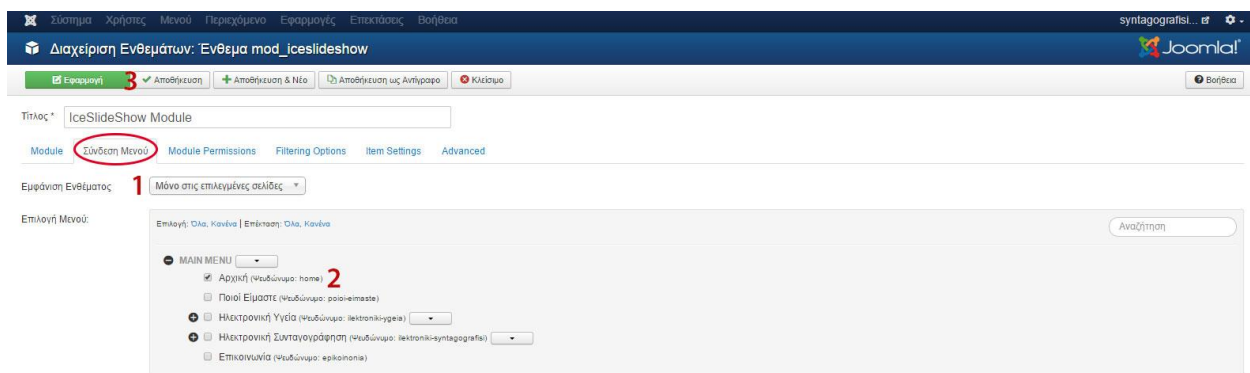 Σύστημα Χρήστες Μενού Περιεχόμενο Εφαρμογές Επεκτάσεις Βοήθεια syntagografisi...
Διαχείριση Ενθεμάτων: Ένθεμα mod_iceslideshow Joomla!
Εφαρμογή 3 Αποθήκευση Αποθήκευση & Νέο Αποθήκευση ως Αντίγραφο Κλείσιμο Βοήθεια
Τίτλος * IceSlideShow Module
Module Σύνδεση Μενού Module Permissions Filtering Options Item Settings Advanced
Εμφάνιση Ενθέματος 1 Μόνο στις επιλεγμένες σελίδες
Επιλογή Μενού: Επιλογή: Όλα, Κανένα | Επέκταση: Όλα, Κανένα Αναζήτηση
MAIN MENU
Αρχική (Ψευδώνυμο: home) 2
Ποιοί Είμαστε (Ψευδώνυμο: poioi-eimaste)
Ηλεκτρονική Υγεία (Ψευδώνυμο: ilektroniki-ygeia)
Ηλεκτρονική Συνταγογράφηση (Ψευδώνυμο: ilektroniki-syntagografisi)
Επικοινωνία (Ψευδώνυμο: epikoinonia)